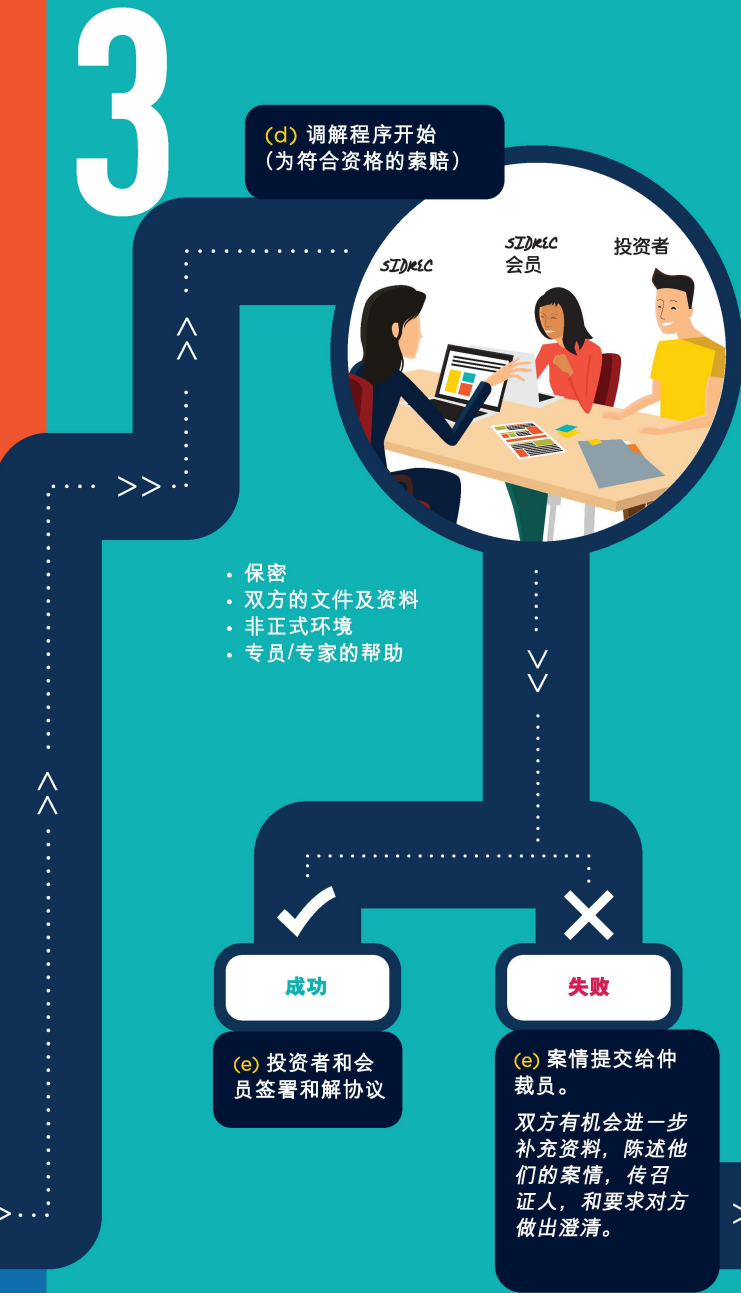 3
(d) 调解程序开始
(为符合资格的索赔)
SIDREC
SIDREC
会员
投资者
• 保密
• 双方的文件及资料
• 非正式环境
• 专员/专家的帮助
成功
失败
(e) 投资者和会
员签署和解协议
(e) 案情提交给仲
裁员。
双方有机会进一步
补充资料，陈述他
们的案情，传召
证人，和要求对方
做出澄清。